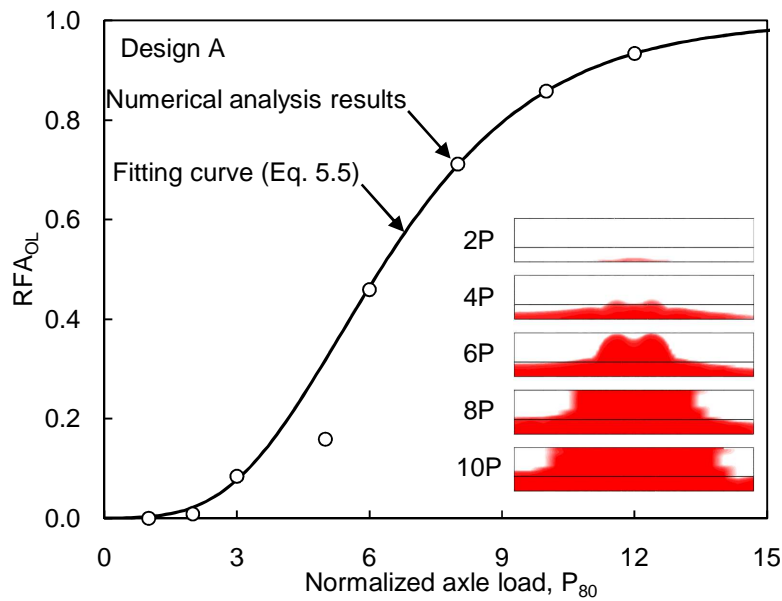 Design A
Numerical analysis results
Fitting curve (Eq. 5.5)
RFA_OL
1.0
0.8
0.6
0.4
0.2
0.0
2P
4P
6P
8P
10P
0 3 6 9 12 15
Normalized axle load, P_80